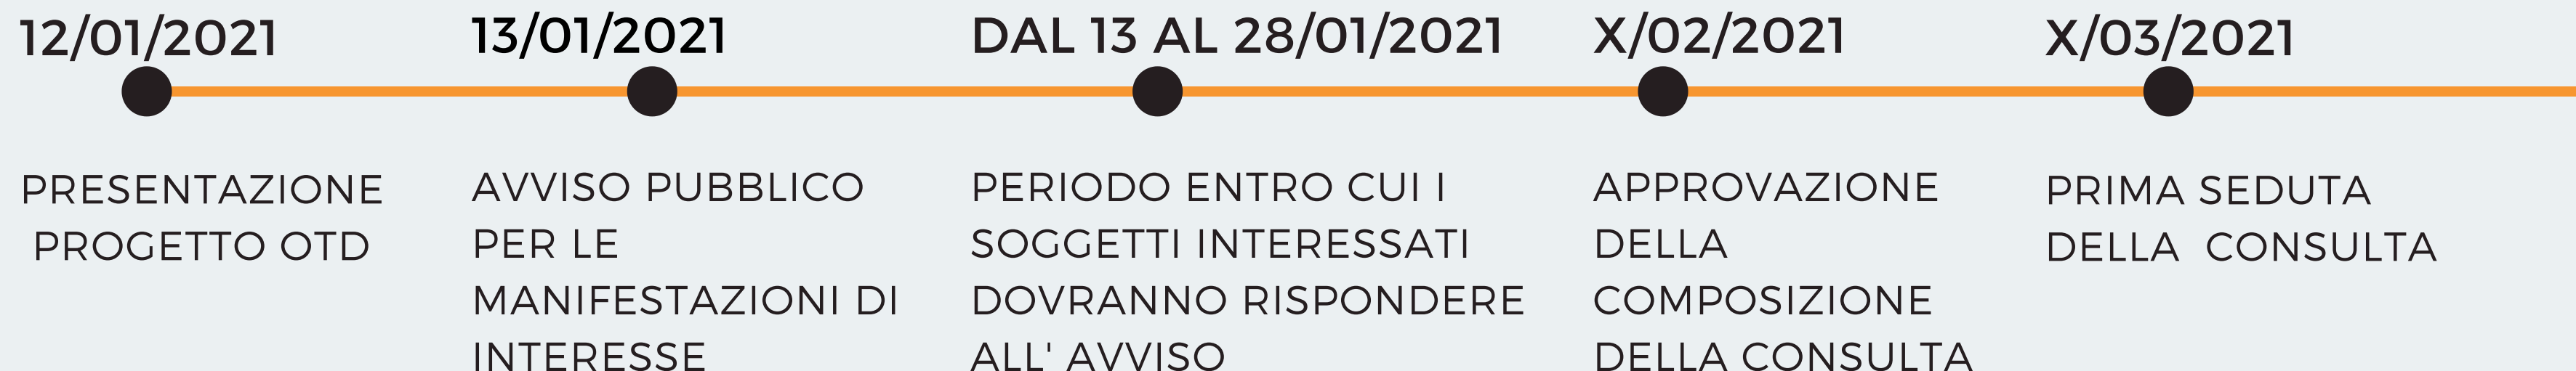 12/01/2021
PRESENTAZIONE
PROGETTO OTD
13/01/2021
AVVISO PUBBLICO
PER LE
MANIFESTAZIONI DI
INTERESSE
DAL 13 AL 28/01/2021
PERIODO ENTRO CUI I
SOGGETTI INTERESSATI
DOVRANNO RISPONDERE
ALL' AVVISO
X/02/2021
APPROVAZIONE
DELLA
COMPOSIZIONE
DELLA CONSULTA
X/03/2021
PRIMA SEDUTA
DELLA CONSULTA